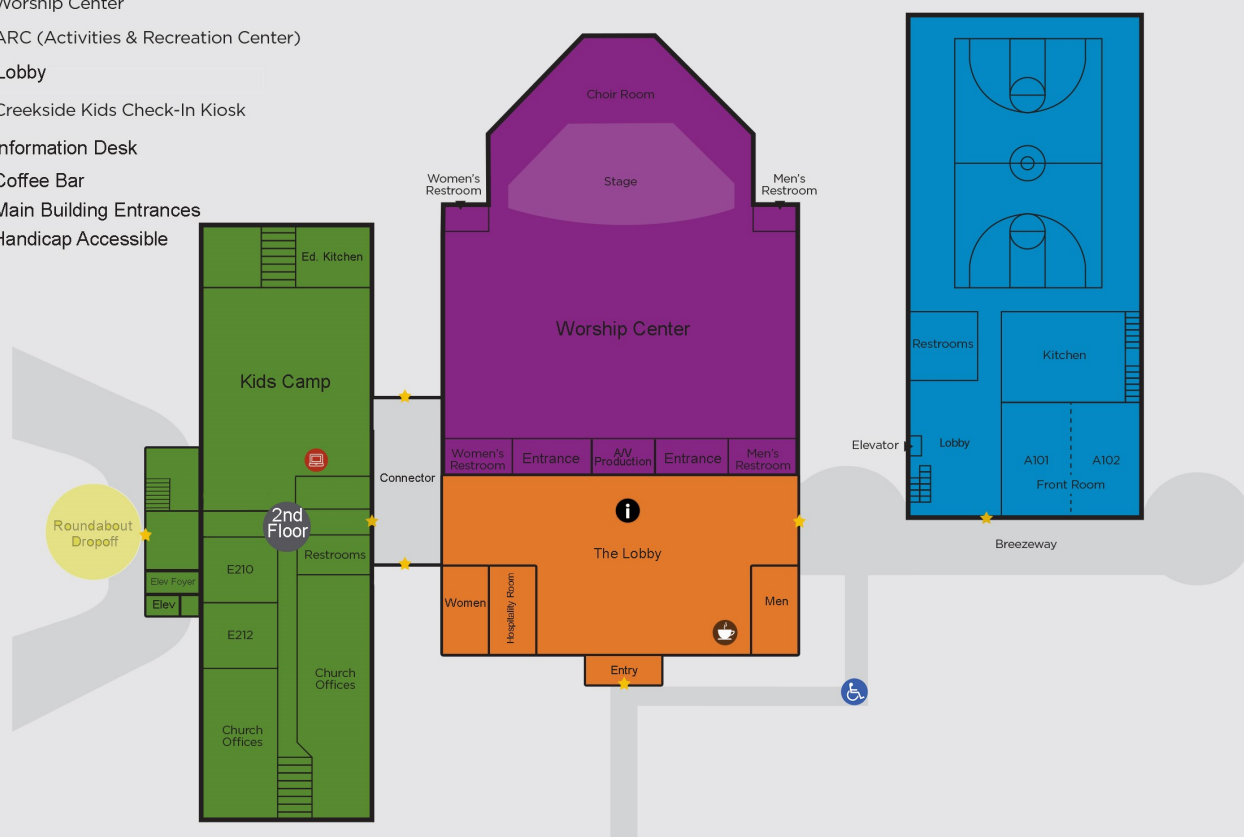 Worship Center
ARC (Activities & Recreation Center)
Lobby
Creekside Kids Check-In Kiosk
Information Desk
Coffee Bar
Main Building Entrances
Handicap Accessible
Choir Room
Stage
Women's
Restroom
Men's
Restroom
Ed. Kitchen
Worship Center
Kids Camp
Restrooms
Kitchen
Elevator
Lobby
A101
A102
Front Room
Breezeway
Women's
Restroom
Entrance
A/V
Production
Entrance
Men's
Restroom
Connector
i
The Lobby
2nd
Floor
Roundabout
Dropoff
Restrooms
E210
Elev Foyer
Elev
E212
Women
Hospitality Room
Men
Entry
Church
Offices
Church
Offices